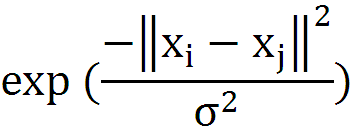 exp (−‖xᵢ − xⱼ‖² / σ²)